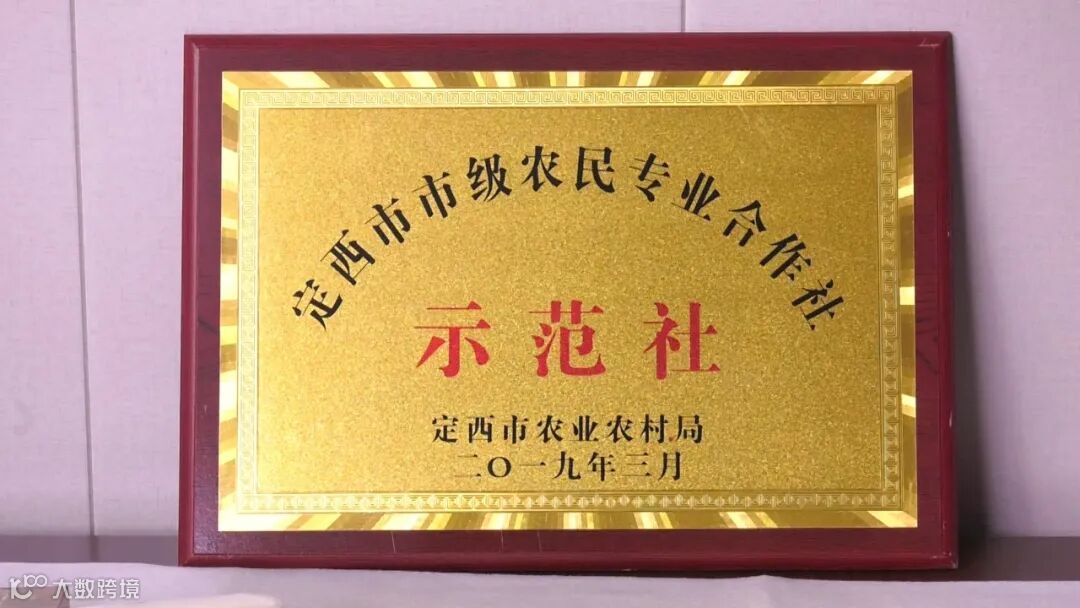 定西市市级农民专业合作社
示范社
定西市农业农村局
二〇一九年三月
大数跨境